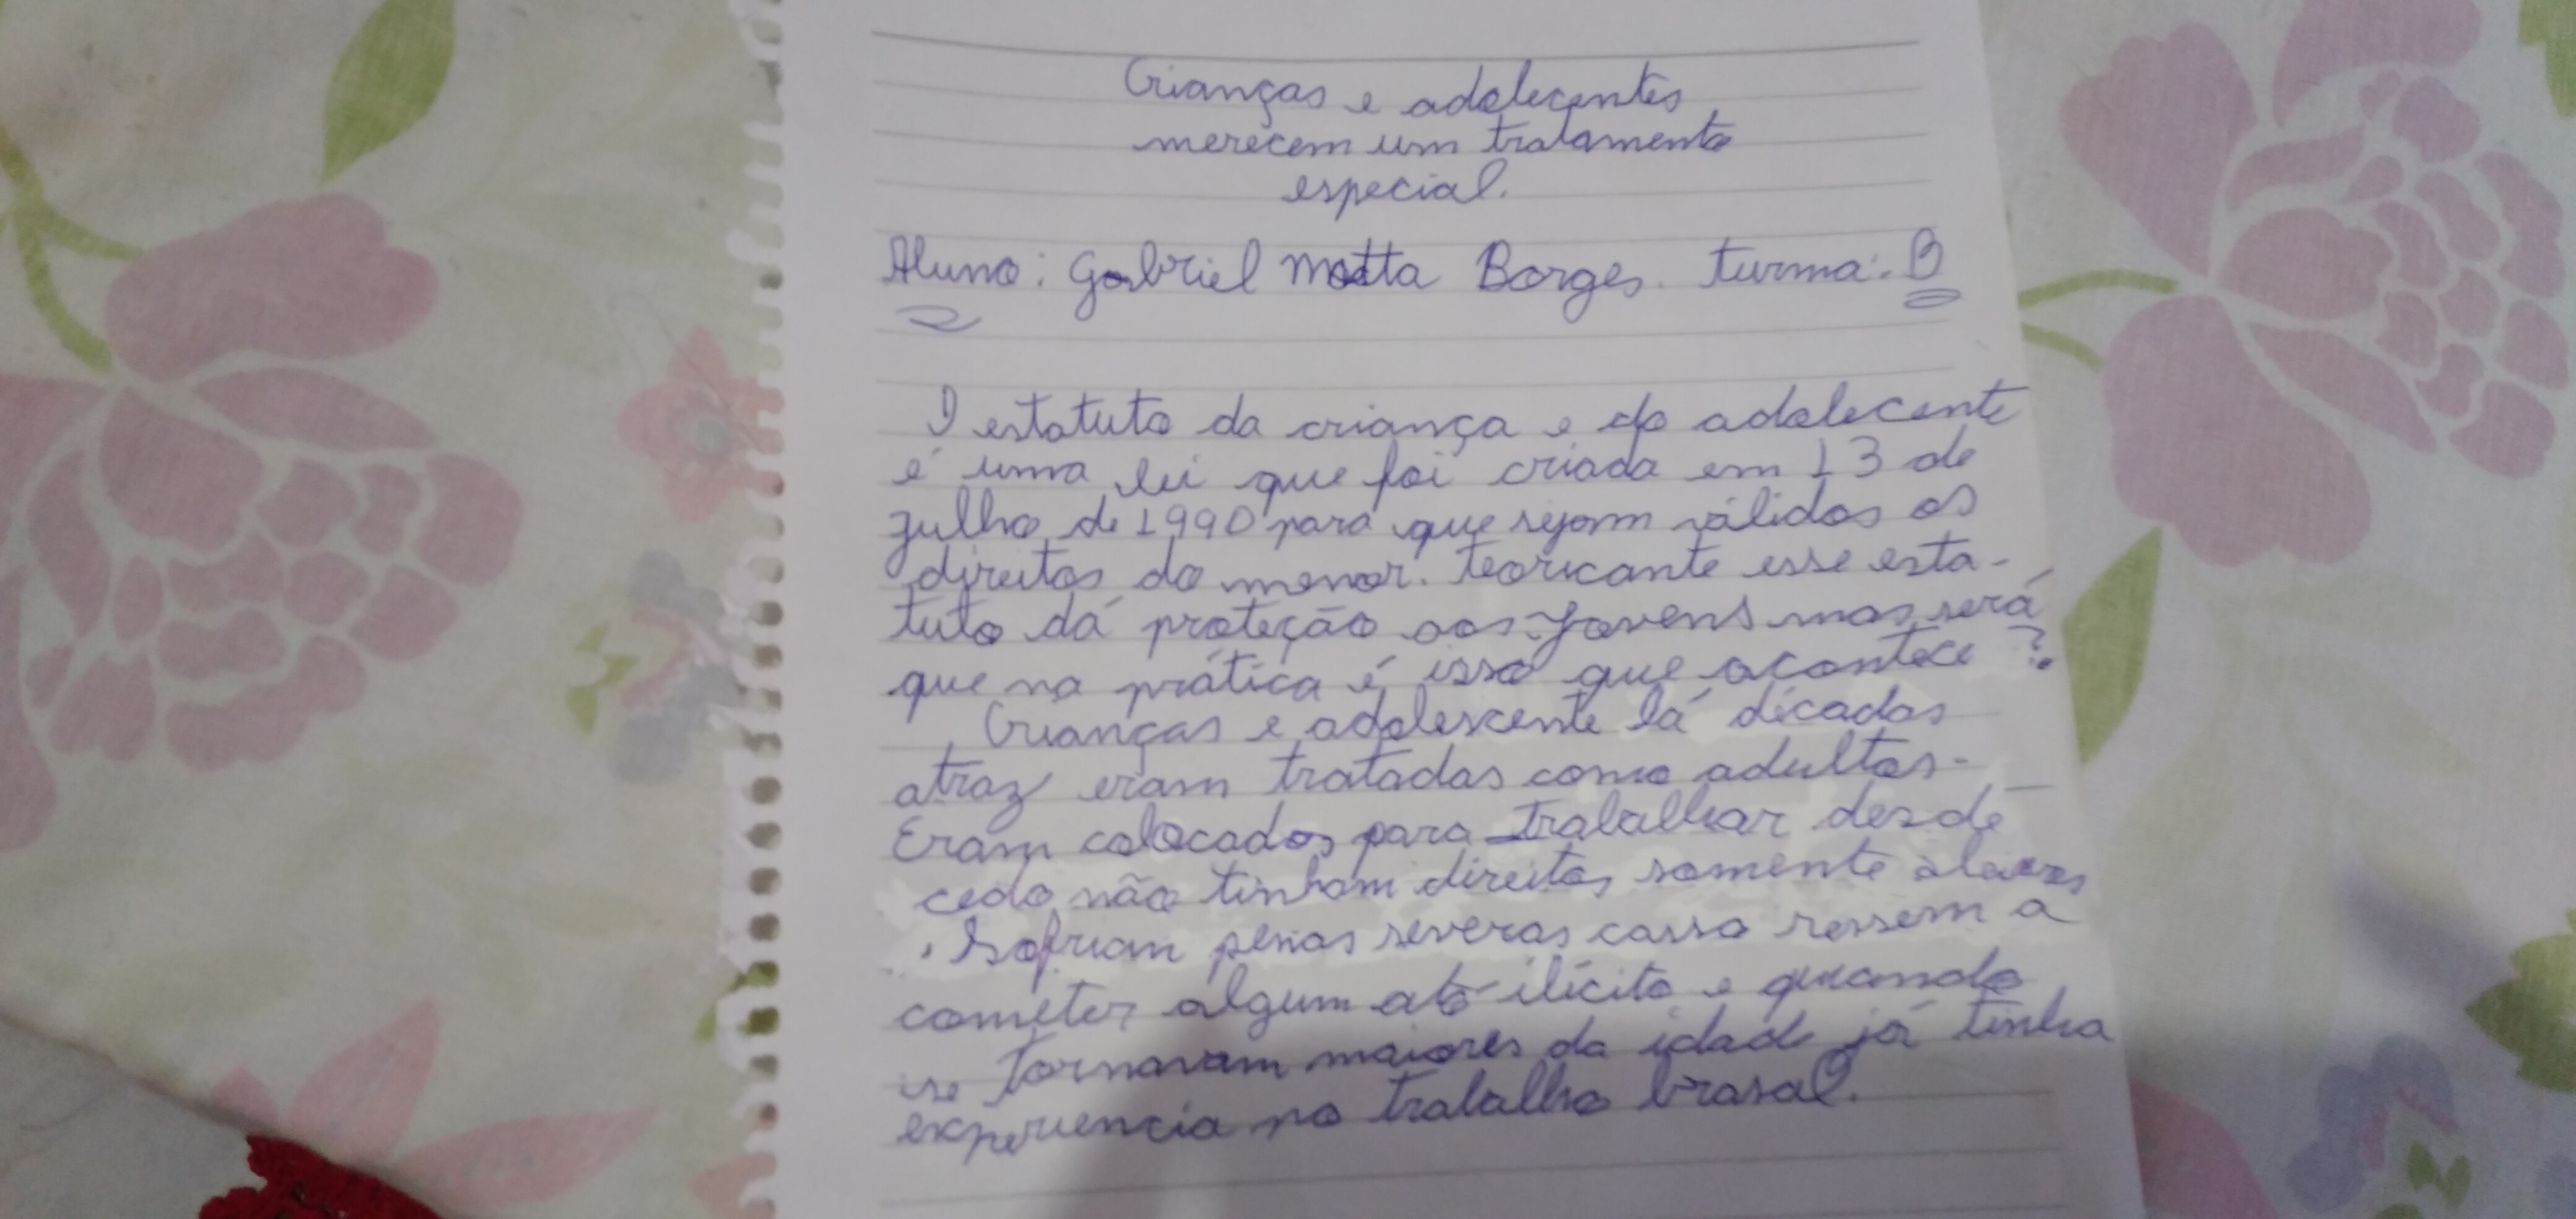 Crianças e adolecentes
merecem um tratamento
especial.
Aluno: Gabriel Motta Borges. turma: B
O estatuto da criança e do adolecente
é uma lei que foi criada em 13 de
julho de 1990 para que sejam válidos os
direitos do menor. teoricante esse esta-
tuto dá proteção aos jovens mas será
que na prática é isso que acontece?
Crianças e adolescente lá décadas
atraz eram tratadas como adultos.
Eram colocados para trabalhar desde
cedo não tinham direitos somente
sofriam penas severas casso a
cometer algum ato ilícito e quando
se tornavam maiores da idade já tinha
experiencia no trabalho brasal.